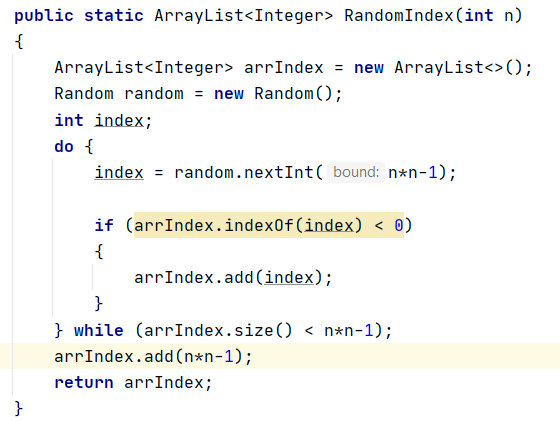 public static ArrayList<Integer> RandomIndex(int n)
{
    ArrayList<Integer> arrIndex = new ArrayList<>();
    Random random = new Random();
    int index;
    do {
        index = random.nextInt( bound: n*n-1);
        if (arrIndex.indexOf(index) < 0)
        {
            arrIndex.add(index);
        }
    } while (arrIndex.size() < n*n-1);
    arrIndex.add(n*n-1);
    return arrIndex;
}